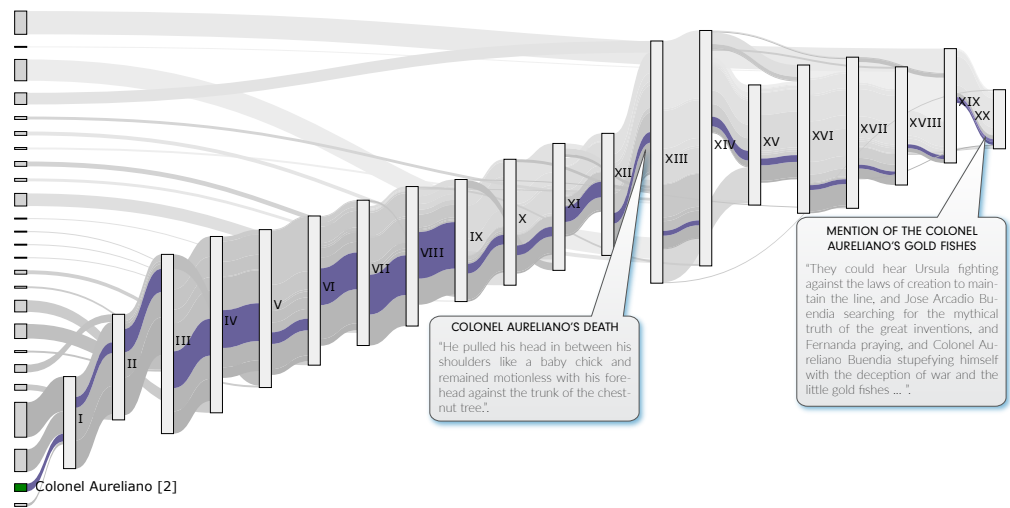 I
II
III
IV
V
VI
VII
VIII
IX
X
XI
XII
XIII
XIV
XV
XVI
XVII
XVIII
XIX
XX
Colonel Aureliano [2]
COLONEL AURELIANO'S DEATH
“He pulled his head in between his
shoulders like a baby chick and
remained motionless with his fore-
head against the trunk of the chest-
nut tree.”.
MENTION OF THE COLONEL
AURELIANO'S GOLD FISHES
“They could hear Ursula fighting
against the laws of creation to main-
tain the line, and Jose Arcadio Bu-
endia searching for the mythical
truth of the great inventions, and
Fernanda praying, and Colonel Au-
reliano Buendia stupefying himself
with the deception of war and the
little gold fishes ... ”.